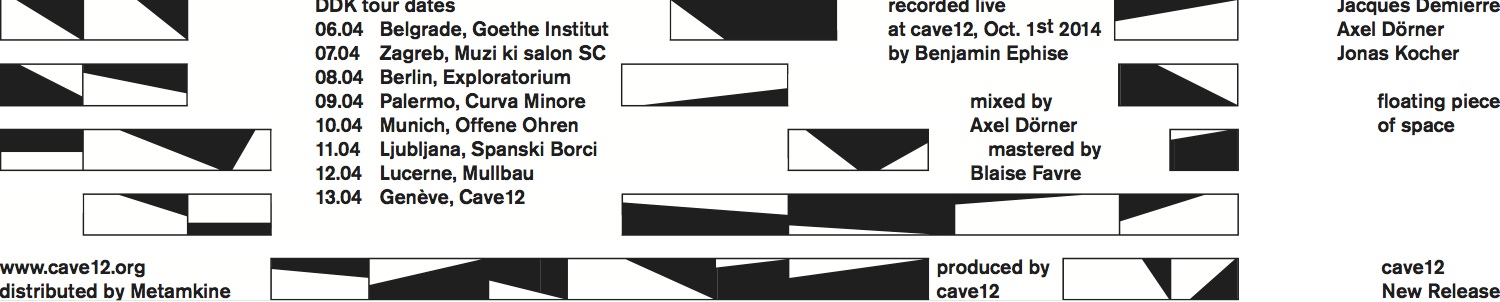 DDK tour dates
06.04 Belgrade, Goethe Institut
07.04 Zagreb, Muzi ki salon SC
08.04 Berlin, Exploratorium
09.04 Palermo, Curva Minore
10.04 Munich, Offene Ohren
11.04 Ljubljana, Spanski Borci
12.04 Lucerne, Mullbau
13.04 Genève, Cave12
recorded live
at cave12, Oct. 1st 2014
by Benjamin Ephise
mixed by
Axel Dörner
mastered by
Blaise Favre
Jacques Demierre
Axel Dörner
Jonas Kocher
floating piece
of space
www.cave12.org
distributed by Metamkine
produced by
cave12
cave12
New Release